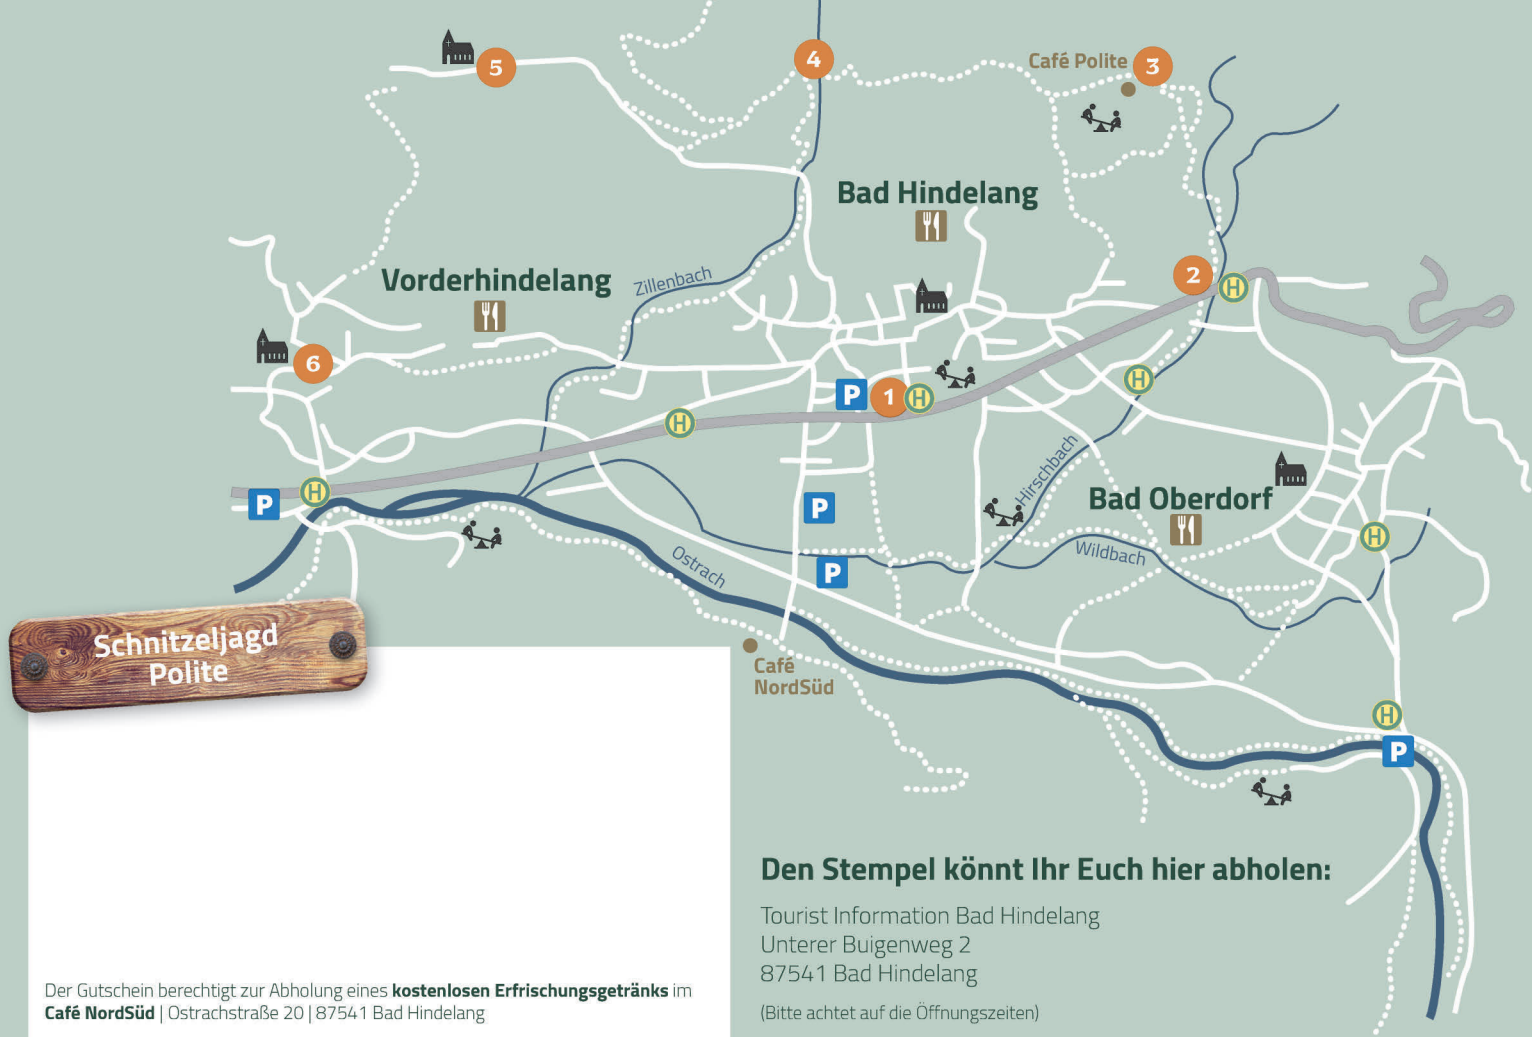 5
4
Café Polite
3
Bad Hindelang
Vorderhindelang
Zillenbach
2
H
6
H
P
1
H
H
Hirschbach
Bad Oberdorf
H
P
P
H
Wildbach
Ostrach
P
Schnitzeljagd
Polite
Café
NordSüd
H
P
Den Stempel könnt Ihr Euch hier abholen:
Tourist Information Bad Hindelang
Unterer Buigenweg 2
87541 Bad Hindelang
(Bitte achtet auf die Öffnungszeiten)
Der Gutschein berechtigt zur Abholung eines kostenlosen Erfrischungsgetränks im
Café NordSüd | Ostrachstraße 20 | 87541 Bad Hindelang